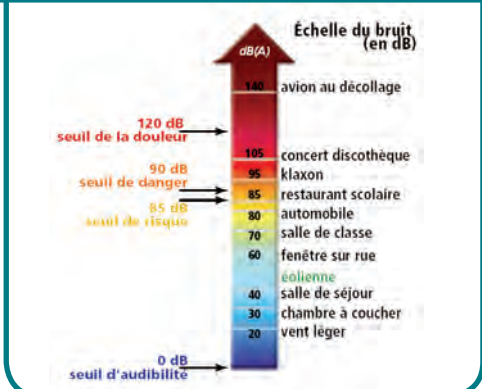 Échelle du bruit
(en dB)
dB(A)
140 avion au décollage
120 dB
seuil de la douleur
105 concert discothèque
95 klaxon
90 dB
seuil de danger
85 restaurant scolaire
85 dB
seuil de risque
80 automobile
70 salle de classe
60 fenêtre sur rue
éolienne
40 salle de séjour
30 chambre à coucher
20 vent léger
0 dB
seuil d'audibilité